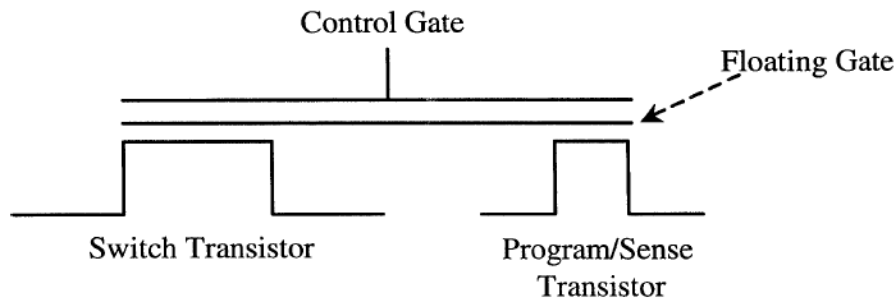 Control Gate
Floating Gate
Switch Transistor
Program/Sense
Transistor